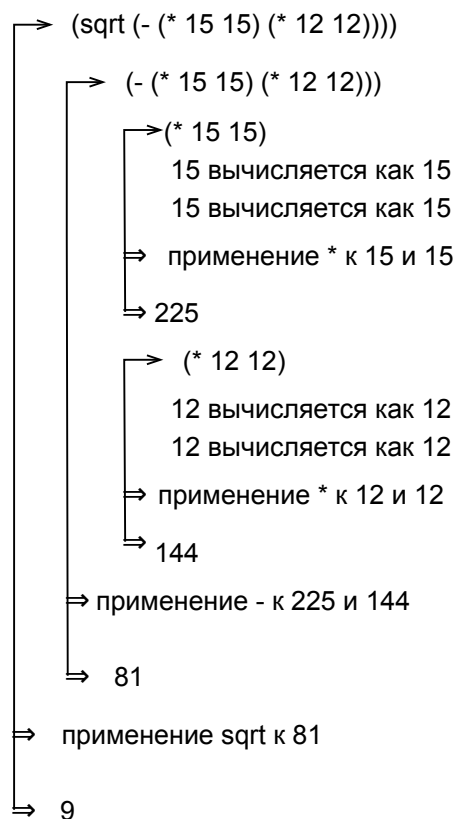 (sqrt (- (* 15 15) (* 12 12))))
(- (* 15 15) (* 12 12)))
(* 15 15)
15 вычисляется как 15
15 вычисляется как 15
⇒ применение * к 15 и 15
⇒ 225
(* 12 12)
12 вычисляется как 12
12 вычисляется как 12
⇒ применение * к 12 и 12
⇒ 144
⇒ применение - к 225 и 144
⇒ 81
⇒ применение sqrt к 81
⇒ 9